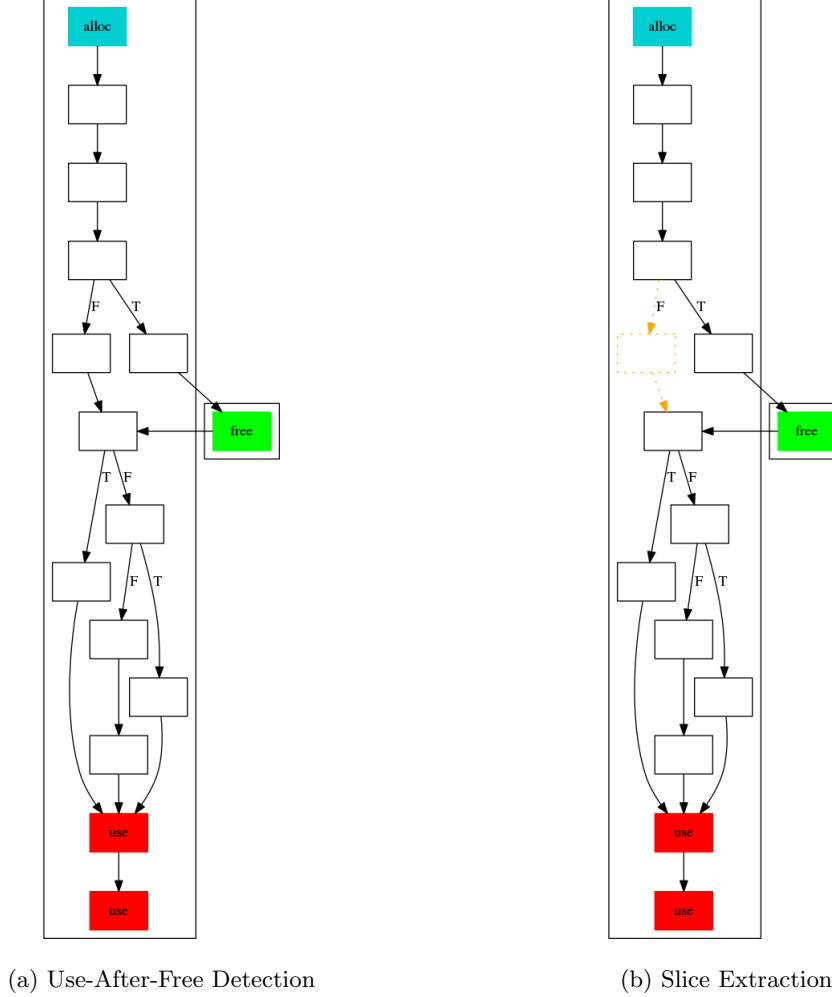 alloc
alloc
F T
F T
free
free
T F
T F
F T
F T
use
use
use
use
(a) Use-After-Free Detection
(b) Slice Extraction